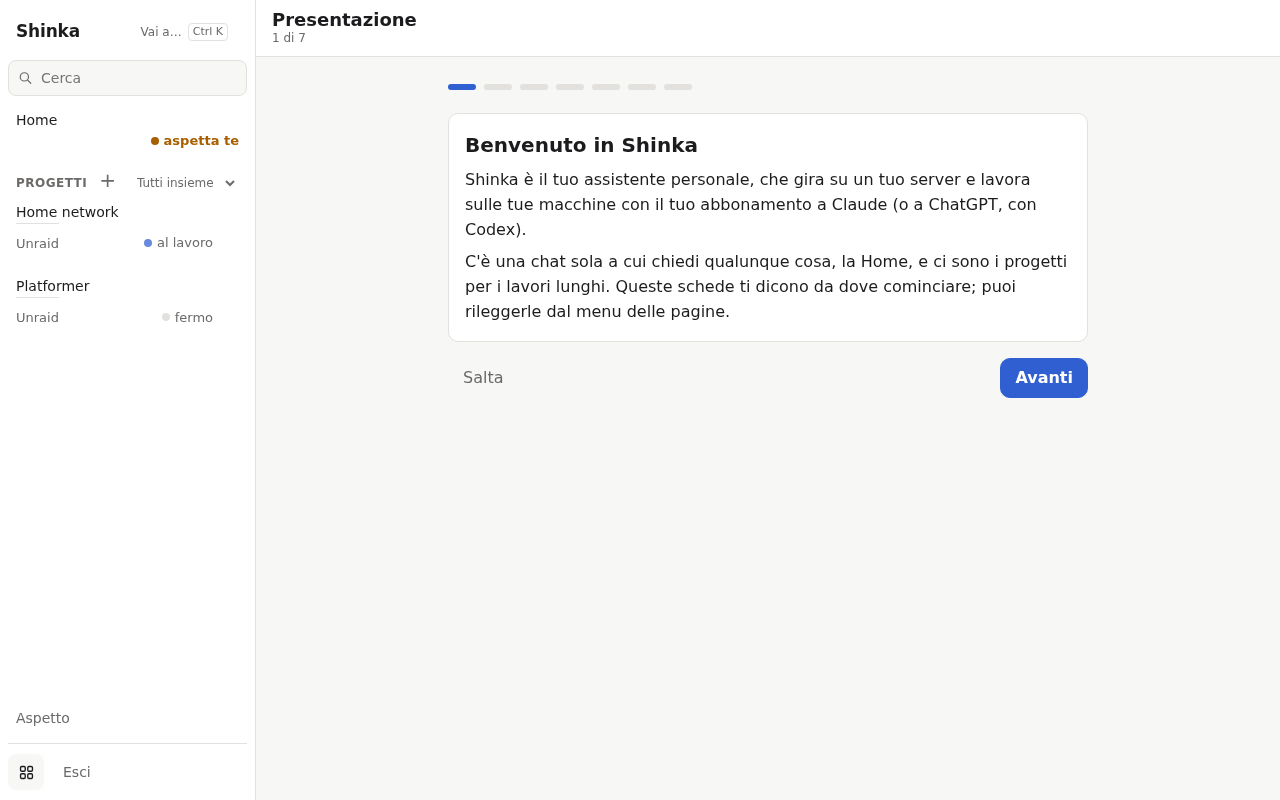 Shinka
Vai a… Ctrl K
Cerca
Home
aspetta te
PROGETTI + Tutti insieme
Home network
Unraid al lavoro
Platformer
Unraid fermo
Aspetto
Esci
Presentazione
1 di 7
Benvenuto in Shinka
Shinka è il tuo assistente personale, che gira su un tuo server e lavora
sulle tue macchine con il tuo abbonamento a Claude (o a ChatGPT, con
Codex).
C'è una chat sola a cui chiedi qualunque cosa, la Home, e ci sono i progetti
per i lavori lunghi. Queste schede ti dicono da dove cominciare; puoi
rileggerle dal menu delle pagine.
Salta
Avanti